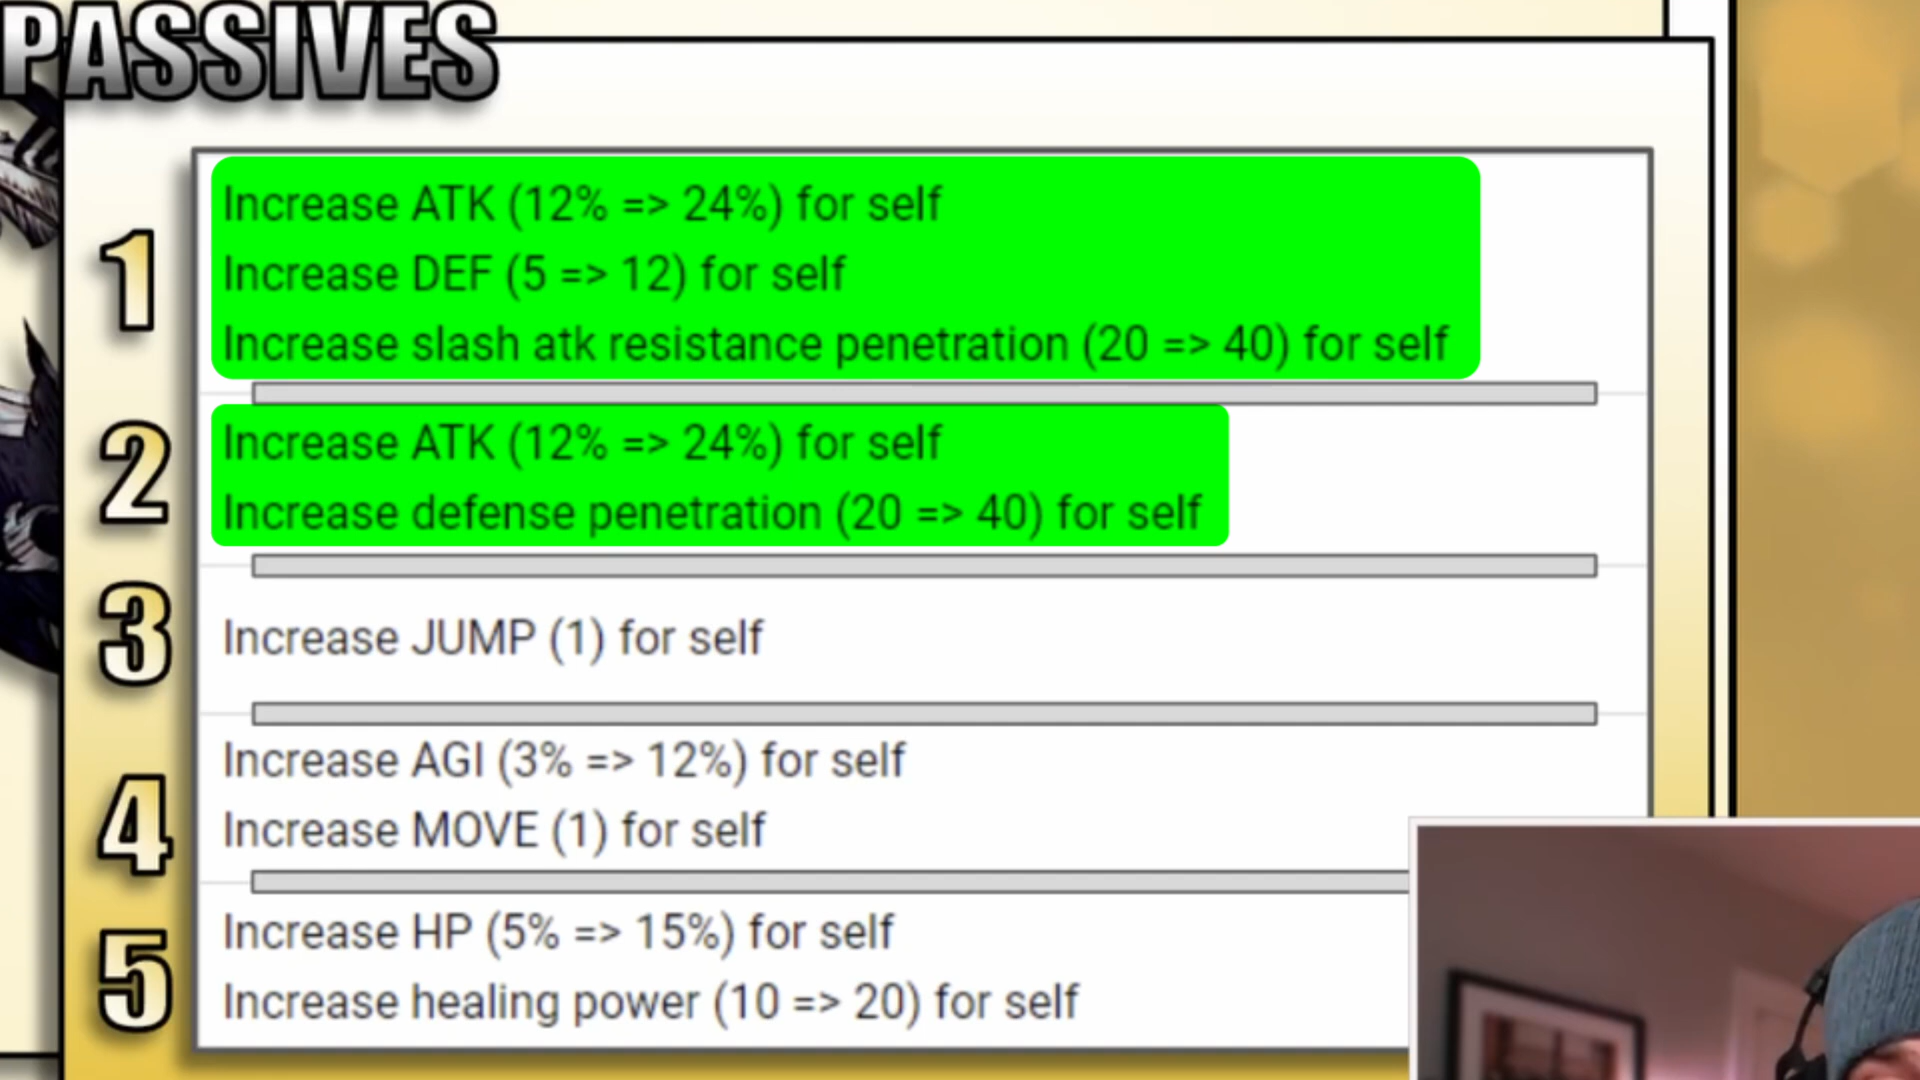 PASSIVES
1
Increase ATK (12% => 24%) for self
Increase DEF (5 => 12) for self
Increase slash atk resistance penetration (20 => 40) for self
2
Increase ATK (12% => 24%) for self
Increase defense penetration (20 => 40) for self
3
Increase JUMP (1) for self
4
Increase AGI (3% => 12%) for self
Increase MOVE (1) for self
5
Increase HP (5% => 15%) for self
Increase healing power (10 => 20) for self